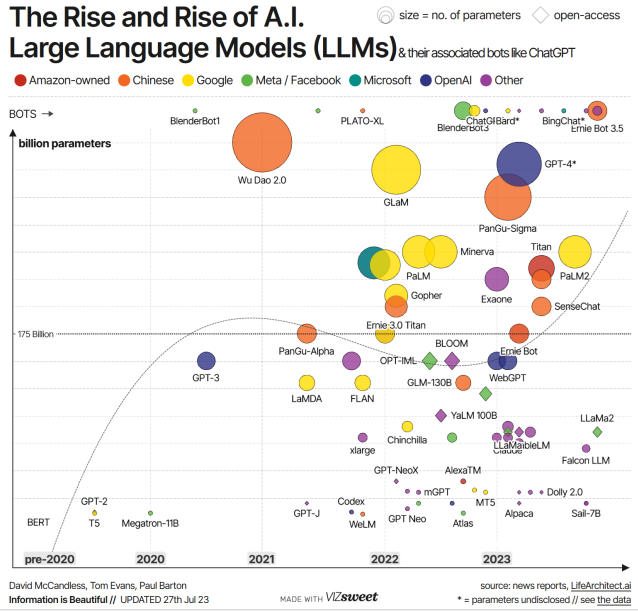 The Rise and Rise of A.I.
size = no. of parameters
open-access
Large Language Models (LLMs) & their associated bots like ChatGPT
Amazon-owned
Chinese
Google
Meta / Facebook
Microsoft
OpenAI
Other
BOTS →
BlenderBot1
PLATO-XL
BlenderBot3
Bard*
BingChat*
Ernie Bot 3.5
billion parameters
Wu Dao 2.0
GLaM
GPT-4*
PanGu-Sigma
Titan
Minerva
PaLM
PaLM2
Exaone
Gopher
SenseChat
Ernie 3.0 Titan
175 Billion
PanGu-Alpha
BLOOM
Ernie Bot
OPT-IML
GPT-3
WebGPT
LaMDA
FLAN
GLM-130B
YaLM 100B
LLaMa2
Chinchilla
xlarge
Claude
Falcon LLM
GPT-NeoX
AlexaTM
mGPT
Dolly 2.0
GPT-2
Codex
MT5
BERT
T5
Megatron-11B
GPT-J
WeLM
GPT Neo
Atlas
Alpaca
Sail-7B
pre-2020
2020
2021
2022
2023
David McCandless, Tom Evans, Paul Barton
Information is Beautiful // UPDATED 27th Jul 23
MADE WITH VIZsweet
source: news reports, LifeArchitect.ai
* = parameters undisclosed // see the data